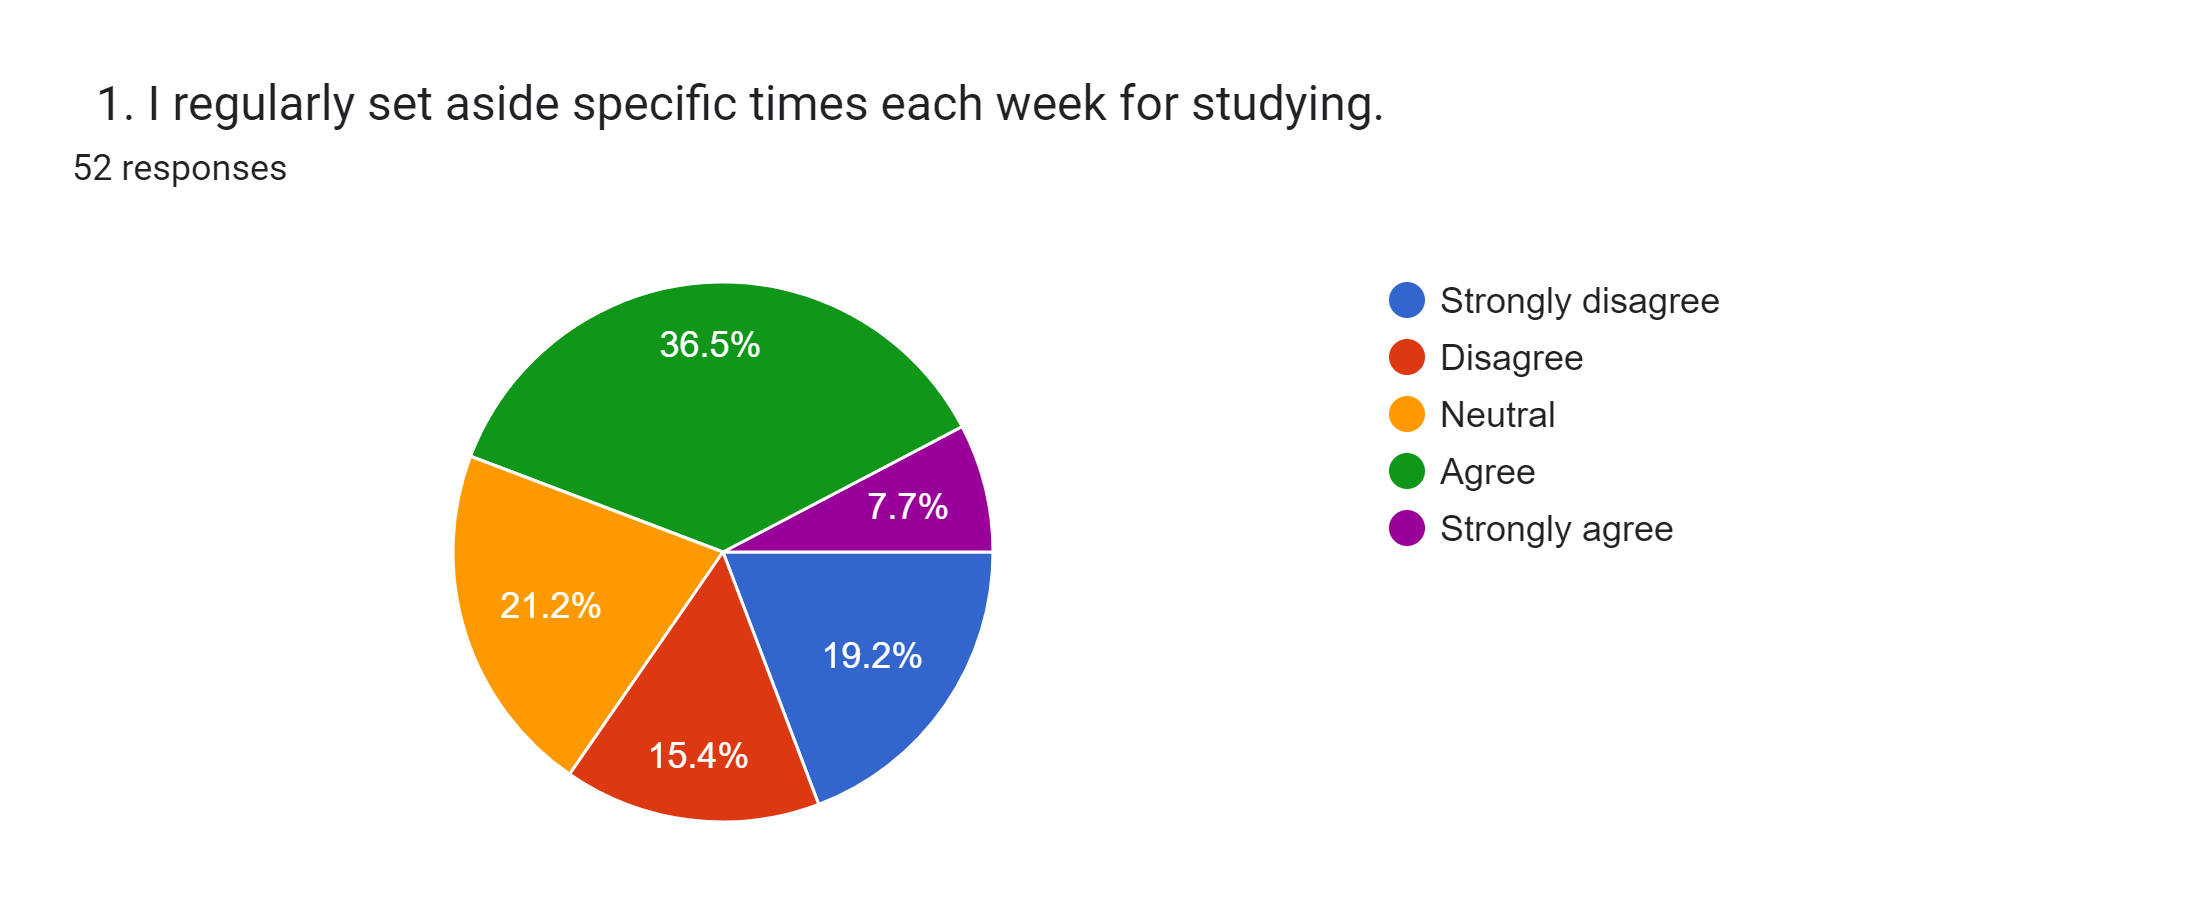 1. I regularly set aside specific times each week for studying.
52 responses
36.5%
7.7%
21.2%
19.2%
15.4%
Strongly disagree
Disagree
Neutral
Agree
Strongly agree